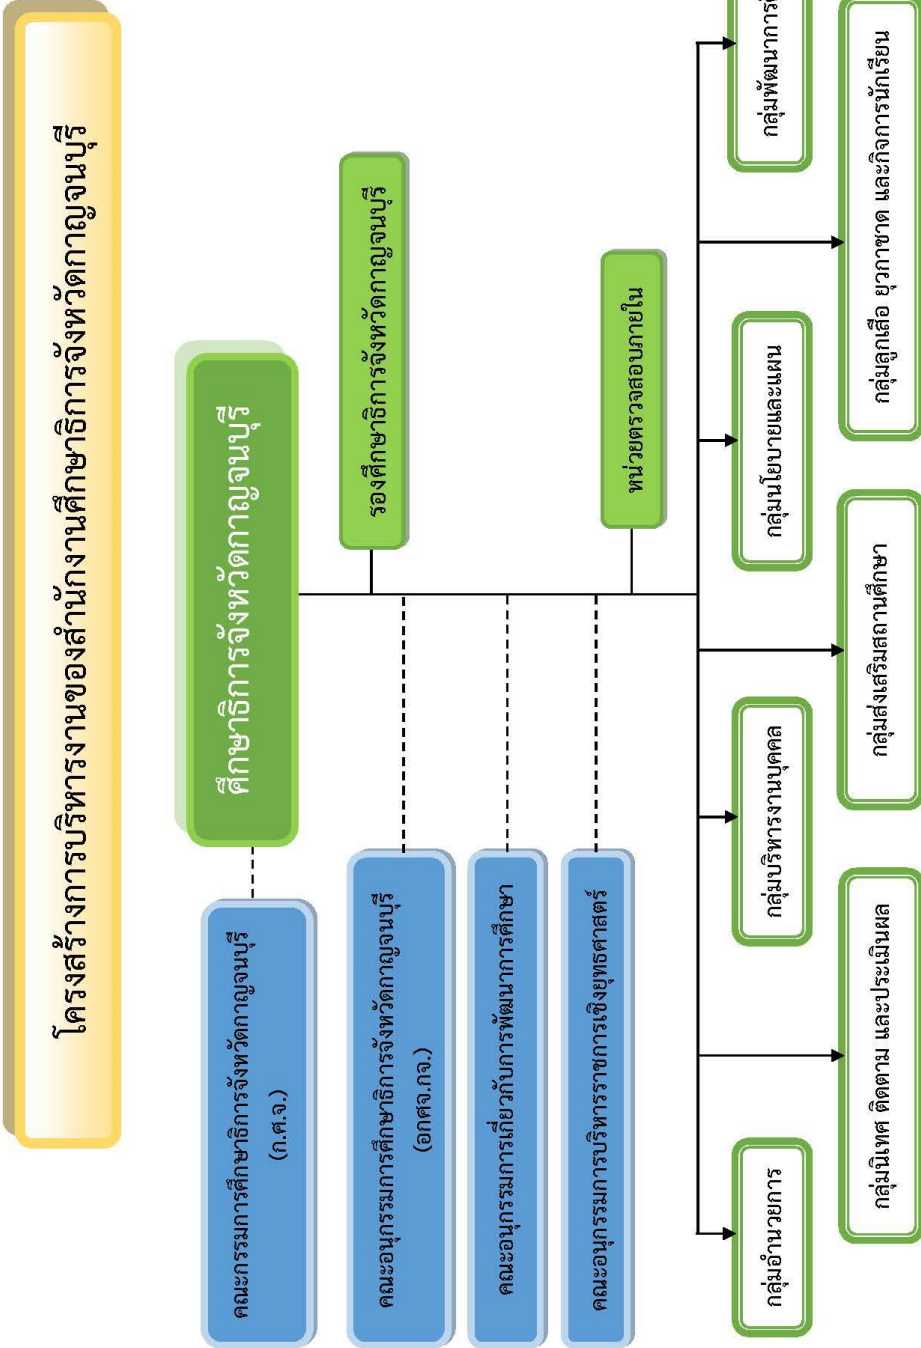 โครงสร้างการบริหารงานของสำนักงานศึกษาธิการจังหวัดกาญจนบุรี
ศึกษาธิการจังหวัดกาญจนบุรี
คณะกรรมการศึกษาธิการจังหวัดกาญจนบุรี
(ก.ศ.จ.)
รองศึกษาธิการจังหวัดกาญจนบุรี
คณะอนุกรรมการศึกษาธิการจังหวัดกาญจนบุรี
(อกศจ.กจ.)
คณะอนุกรรมการเกี่ยวกับการพัฒนาการศึกษา
คณะอนุกรรมการบริหารราชการเชิงยุทธศาสตร์
หน่วยตรวจสอบภายใน
กลุ่มอำนวยการ
กลุ่มบริหารงานบุคคล
กลุ่มนโยบายและแผน
กลุ่มพัฒนาการ
กลุ่มนิเทศ ติดตาม และประเมินผล
กลุ่มส่งเสริมสถานศึกษา
กลุ่มลูกเสือ ยุวกาชาด และกิจการนักเรียน